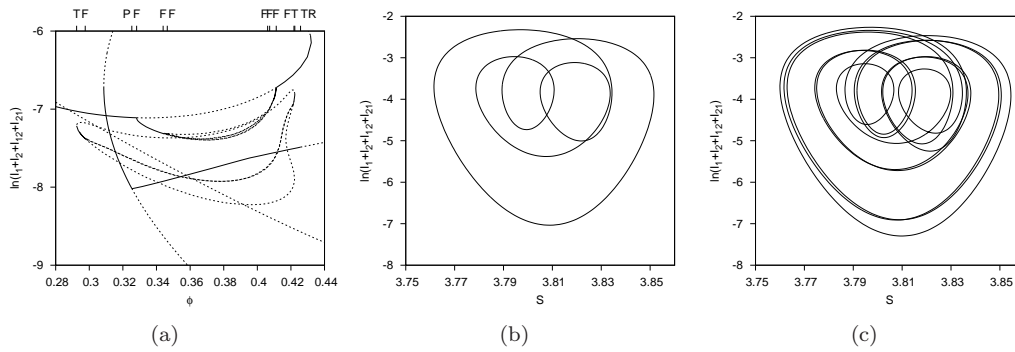 T F P F F F F F F F T TR
-6
-7
-8
-9
ln(I1+I2+I12+I21)
0.28 0.3 0.32 0.34 0.36 0.38 0.4 0.42 0.44
ϕ
(a)
-2
-3
-4
-5
-6
-7
-8
ln(I1+I2+I12+I21)
3.75 3.77 3.79 3.81 3.83 3.85
S
(b)
-2
-3
-4
-5
-6
-7
-8
ln(I1+I2+I12+I21)
3.75 3.77 3.79 3.81 3.83 3.85
S
(c)